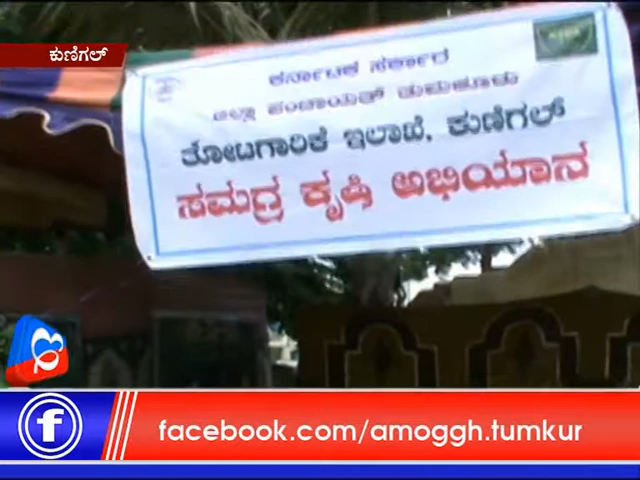 ಕುಣಿಗಲ್
ಕರ್ನಾಟಕ ಸರ್ಕಾರ
ಜಿಲ್ಲಾ ಪಂಚಾಯತ್ ತುಮಕೂರು
ತೋಟಗಾರಿಕೆ ಇಲಾಖೆ, ಕುಣಿಗಲ್
ಸಮಗ್ರ ಕೃಷಿ ಅಭಿಯಾನ
facebook.com/amoggh.tumkur